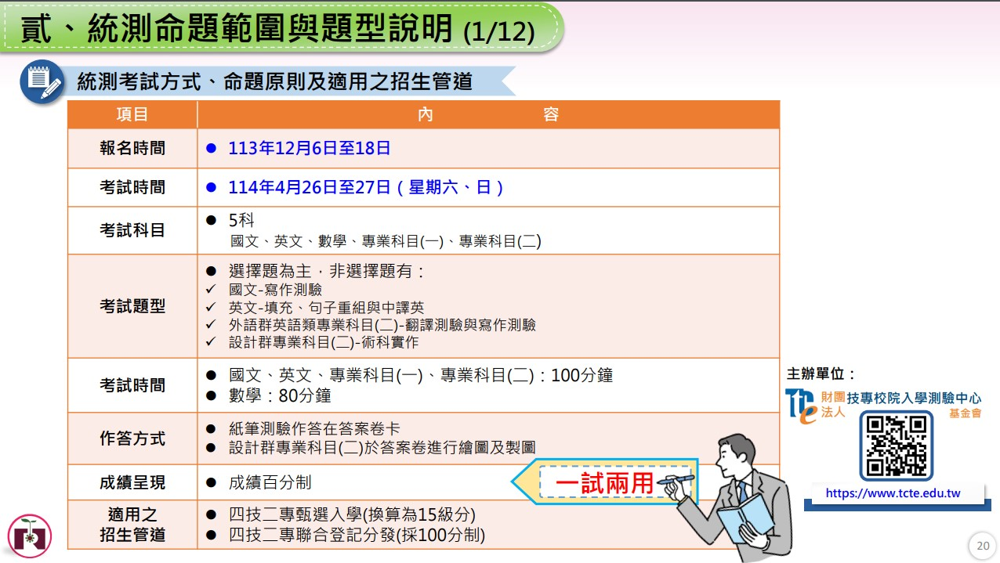 貳、統測命題範圍與題型說明 (1/12)
統測考試方式、命題原則及適用之招生管道
項目 內 容
報名時間 ● 113年12月6日至18日
考試時間 ● 114年4月26日至27日（星期六、日）
考試科目 ● 5科
國文、英文、數學、專業科目(一)、專業科目(二)
考試題型 ● 選擇題為主，非選擇題有：
✓ 國文-寫作測驗
✓ 英文-填充、句子重組與中譯英
✓ 外語群英語類專業科目(二)-翻譯測驗與寫作測驗
✓ 設計群專業科目(二)-術科實作
考試時間 ● 國文、英文、專業科目(一)、專業科目(二)：100分鐘
● 數學：80分鐘
作答方式 ● 紙筆測驗作答在答案卷卡
● 設計群專業科目(二)於答案卷進行繪圖及製圖
成績呈現 ● 成績百分制
一試兩用
適用之
招生管道
● 四技二專甄選入學(換算為15級分)
● 四技二專聯合登記分發(採100分制)
主辦單位：
tce
財團法人技專校院入學測驗中心基金會
https://www.tcte.edu.tw
20